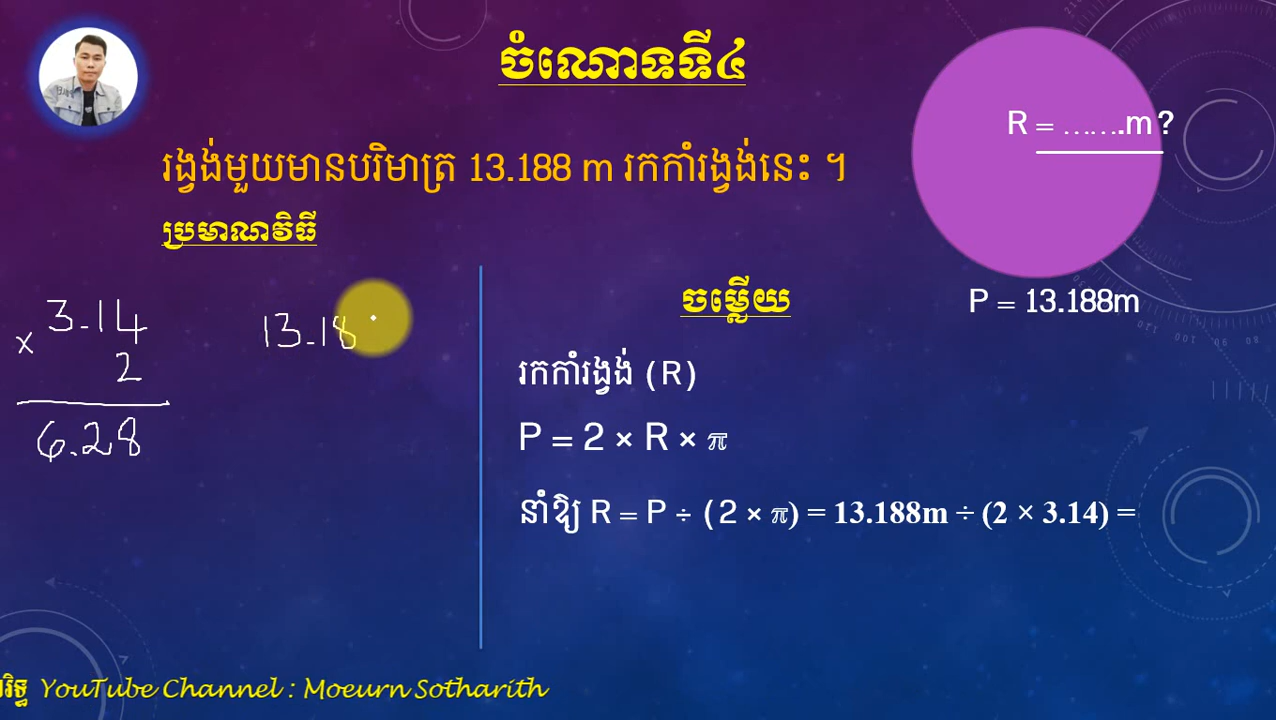 ចំណោទទី៤
R = …….m ?
រង្វង់មួយមានបរិមាត្រ 13.188 m រកកាំរង្វង់នេះ ។
ប្រមាណវិធី
3.14
×
2
6.28
13.18
ចម្លើយ
P = 13.188m
រកកាំរង្វង់ (R)
P = 2 × R × π
នាំឱ្យ R = P ÷ (2 × π) = 13.188m ÷ (2 × 3.14) =
YouTube Channel : Moeurn Sotharith